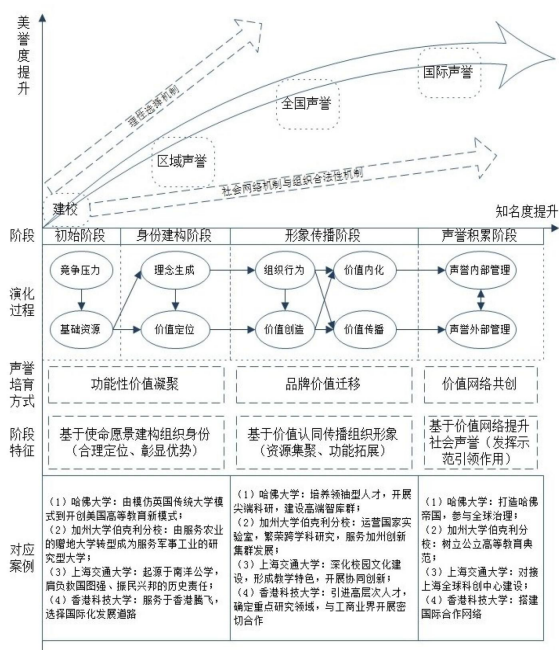 美誉度提升
国际声誉
全国声誉
理性选择机制
区域声誉
社会网络机制与组织合法性机制
建校
知名度提升
阶段 初始阶段 身份建构阶段 形象传播阶段 声誉积累阶段
竞争压力 理念生成 组织行为 价值内化 声誉内部管理
演化过程
基础资源 价值定位 价值创造 价值传播 声誉外部管理
声誉培育方式
功能性价值凝聚 品牌价值迁移 价值网络共创
阶段特征
基于使命愿景建构组织身份
(合理定位、彰显优势)
基于价值认同传播组织形象
(资源集聚、功能拓展)
基于价值网络提升
社会声誉(发挥示
范引领作用)
对应案例
(1)哈佛大学:由模仿英国传统大学模
式到开创美国高等教育新模式;
(2)加州大学伯克利分校:由服务农业
的赠地大学转型成为服务军事工业的研
究型大学;
(3)上海交通大学:起源于南洋公学,
肩负救国图强、振民兴邦的历史责任;
(4)香港科技大学:服务于香港腾飞,
选择国际化发展道路
(1)哈佛大学:培养领袖型人才,开展
尖端科研,建设高端智库群;
(2)加州大学伯克利分校:运营国家实
验室,繁荣跨学科研究,服务加州创新
集群发展;
(3)上海交通大学:深化校园文化建
设,形成教学特色,开展协同创新;
(4)香港科技大学:引进高层次人才,
确定重点研究领域,与工商业界开展密
切合作
(1)哈佛大学:打造哈佛
帝国,参与全球治理;
(2)加州大学伯克利分
校:树立公立高等教育典
范;
(3)上海交通大学:对接
上海全球科创中心建设;
(4)香港科技大学:搭建
国际合作网络